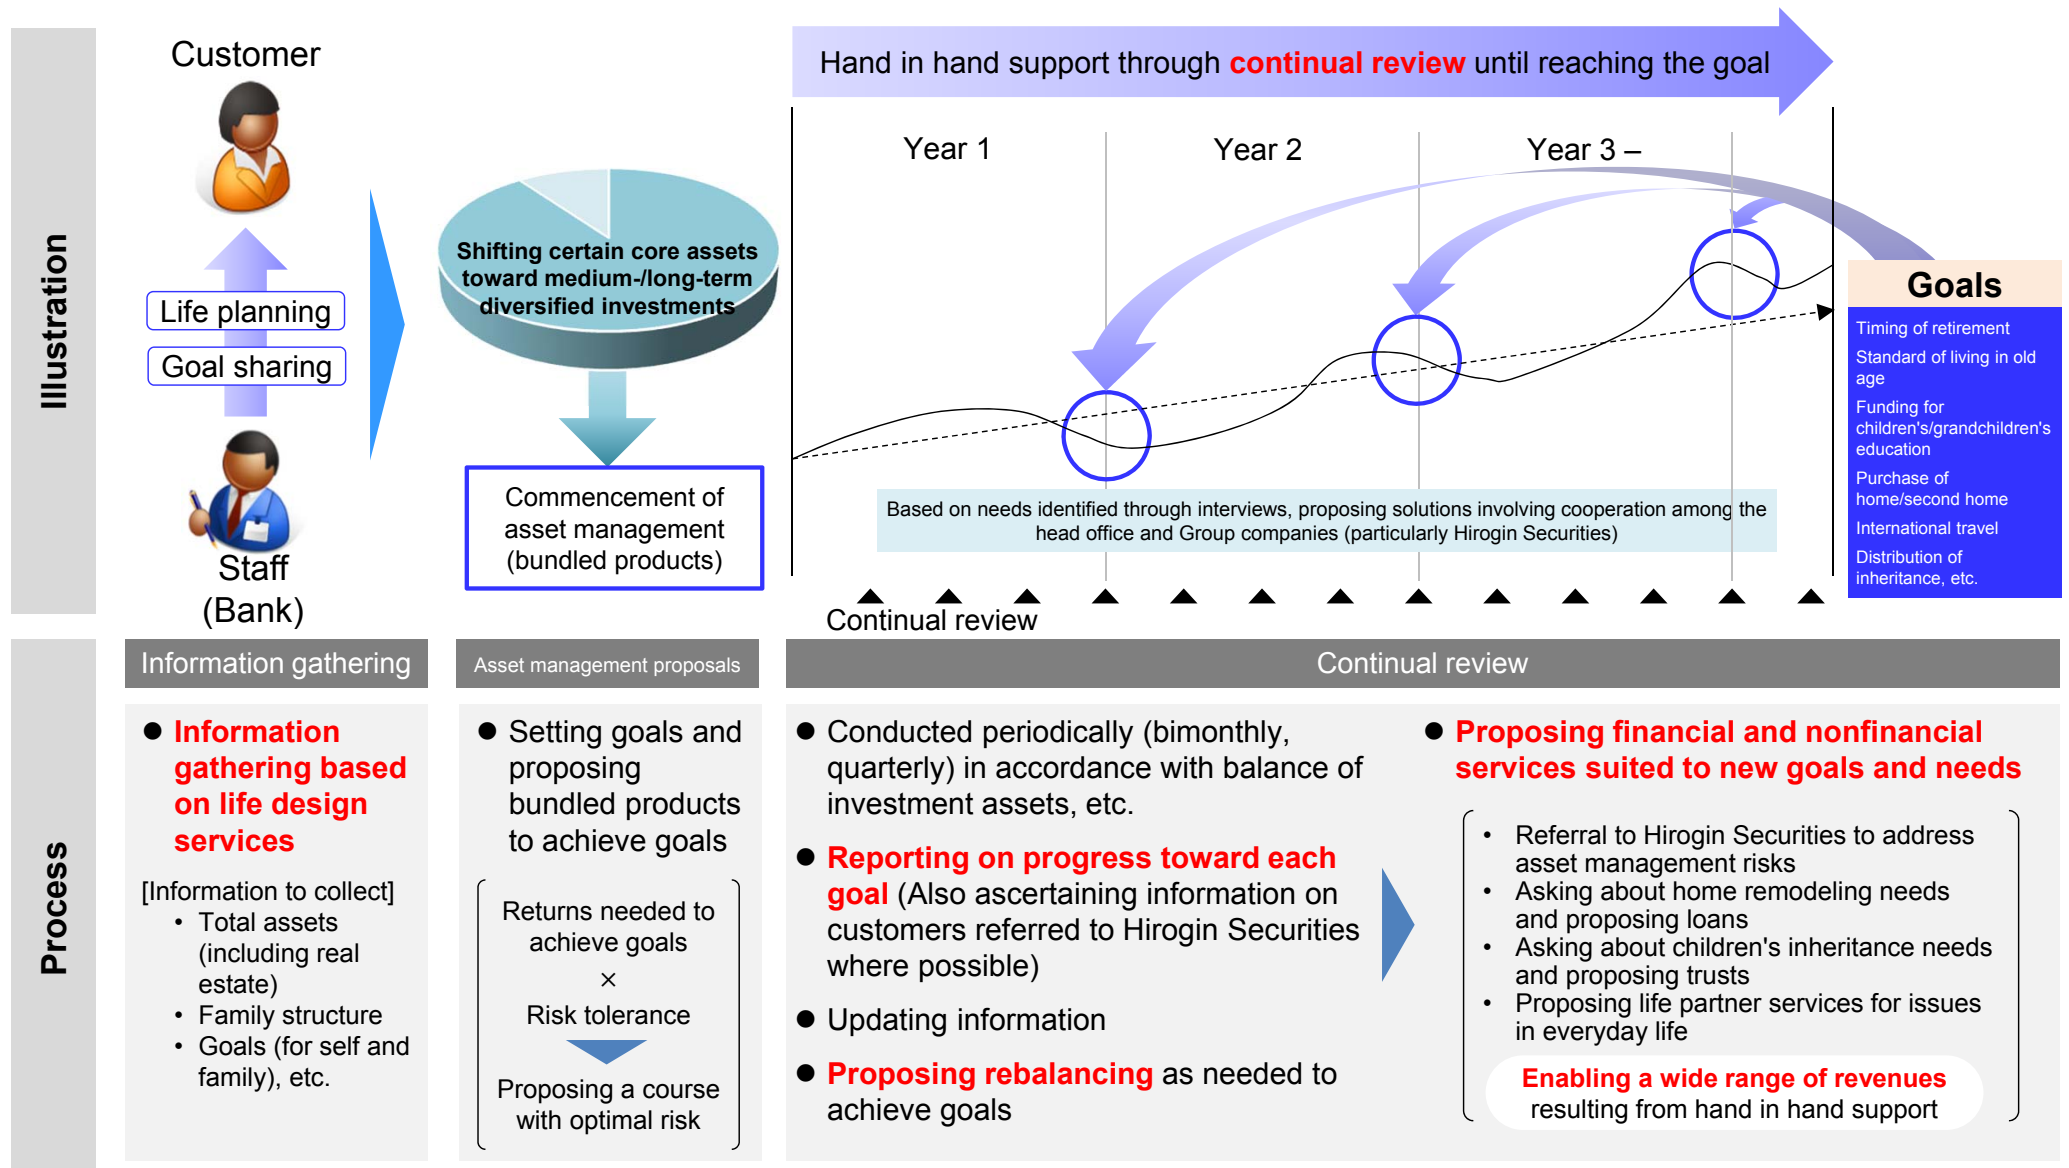 Illustration
Customer
Life planning
Goal sharing
Staff
(Bank)
Shifting certain core assets
toward medium-/long-term
diversified investments
Commencement of
asset management
(bundled products)
Hand in hand support through continual review until reaching the goal
Year 1
Year 2
Year 3 –
Based on needs identified through interviews, proposing solutions involving cooperation among the
head office and Group companies (particularly Hirogin Securities)
Continual review
Goals
Timing of retirement
Standard of living in old
age
Funding for
children's/grandchildren's
education
Purchase of
home/second home
International travel
Distribution of
inheritance, etc.
Process
Information gathering
● Information
gathering based
on life design
services
[Information to collect]
• Total assets
(including real
estate)
• Family structure
• Goals (for self and
family), etc.
Asset management proposals
● Setting goals and
proposing
bundled products
to achieve goals
Returns needed to
achieve goals
×
Risk tolerance
Proposing a course
with optimal risk
Continual review
● Conducted periodically (bimonthly,
quarterly) in accordance with balance of
investment assets, etc.
● Reporting on progress toward each
goal (Also ascertaining information on
customers referred to Hirogin Securities
where possible)
● Updating information
● Proposing rebalancing as needed to
achieve goals
● Proposing financial and nonfinancial
services suited to new goals and needs
• Referral to Hirogin Securities to address
asset management risks
• Asking about home remodeling needs
and proposing loans
• Asking about children's inheritance needs
and proposing trusts
• Proposing life partner services for issues
in everyday life
Enabling a wide range of revenues
resulting from hand in hand support